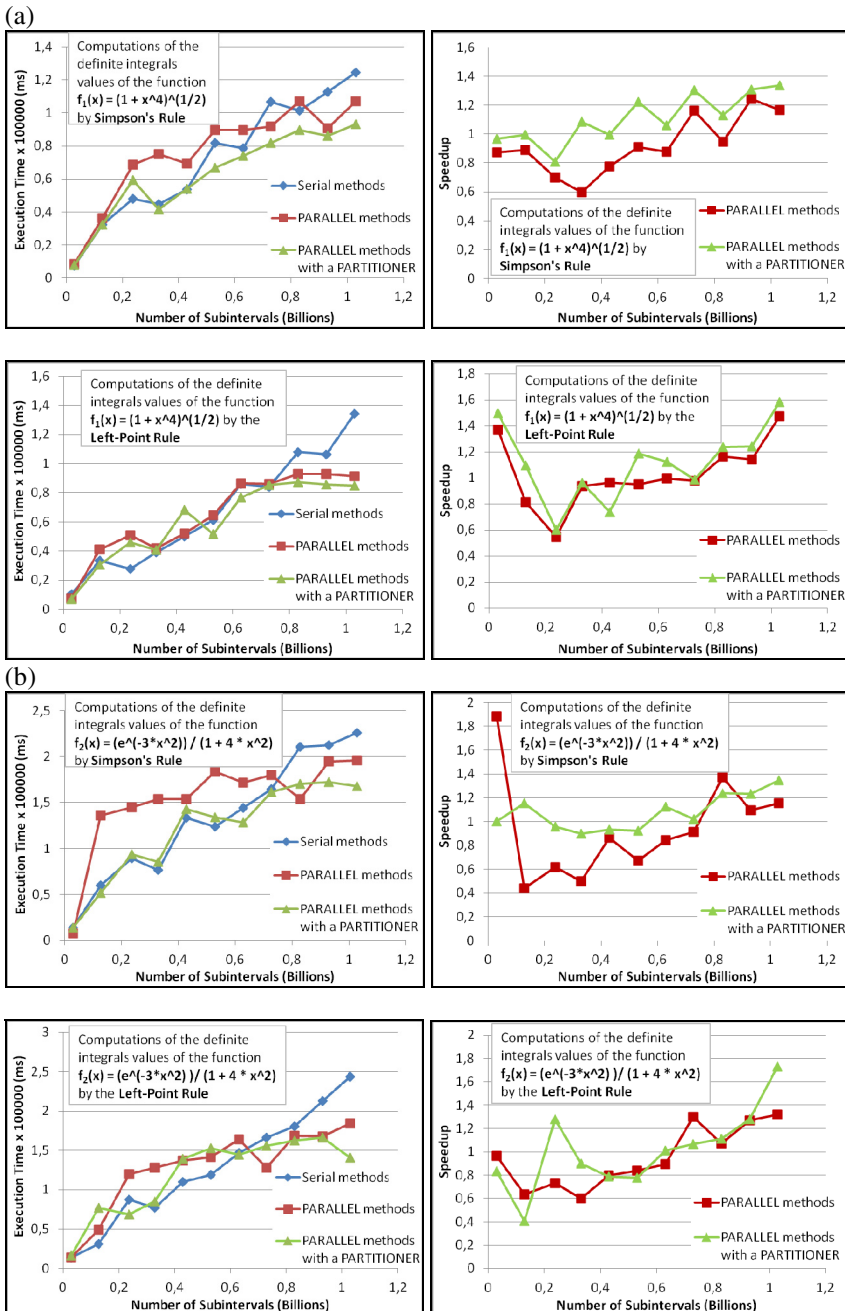 (a)
Computations of the
definite integrals
values of the function
f₁(x) = (1 + x^4)^(1/2)
by Simpson's Rule
Execution Time x 100000 (ms)
1,4
1,2
1
0,8
0,6
0,4
0,2
0
Serial methods
PARALLEL methods
PARALLEL methods
with a PARTITIONER
0 0,2 0,4 0,6 0,8 1 1,2
Number of Subintervals (Billions)
Speedup
1,6
1,4
1,2
1
0,8
0,6
0,4
0,2
0
Computations of the definite
integrals values of the function
f₁(x) = (1 + x^4)^(1/2) by
Simpson's Rule
PARALLEL methods
PARALLEL methods
with a PARTITIONER
0 0,2 0,4 0,6 0,8 1 1,2
Number of Subintervals (Billions)
Computations of the definite
integrals values of the function
f₁(x) = (1 + x^4)^(1/2) by the
Left-Point Rule
Execution Time x 100000 (ms)
1,6
1,4
1,2
1
0,8
0,6
0,4
0,2
0
Serial methods
PARALLEL methods
PARALLEL methods
with a PARTITIONER
0 0,2 0,4 0,6 0,8 1 1,2
Number of Subintervals (Billions)
Computations of the definite
integrals values of the function
f₁(x) = (1 + x^4)^(1/2) by the
Left-Point Rule
Speedup
1,8
1,6
1,4
1,2
1
0,8
0,6
0,4
0,2
0
PARALLEL methods
PARALLEL methods
with a PARTITIONER
0 0,2 0,4 0,6 0,8 1 1,2
Number of Subintervals (Billions)
(b)
Computations of the definite
integrals values of the function
f₂(x) = (e^(-3*x^2)) / (1 + 4 * x^2)
by Simpson's Rule
Execution Time x 100000 (ms)
2,5
2
1,5
1
0,5
0
Serial methods
PARALLEL methods
PARALLEL methods
with a PARTITIONER
0 0,2 0,4 0,6 0,8 1 1,2
Number of Subintervals (Billions)
Computations of the definite
integrals values of the function
f₂(x) = (e^(-3*x^2)) / (1 + 4 * x^2)
by Simpson's Rule
Speedup
2
1,8
1,6
1,4
1,2
1
0,8
0,6
0,4
0,2
0
PARALLEL methods
PARALLEL methods
with a PARTITIONER
0 0,2 0,4 0,6 0,8 1 1,2
Number of Subintervals (Billions)
Computations of the definite
integrals values of the function
f₂(x) = (e^(-3*x^2) )/ (1 + 4 * x^2)
by the Left-Point Rule
Execution Time x 100000 (ms)
3
2,5
2
1,5
1
0,5
0
Serial methods
PARALLEL methods
PARALLEL methods
with a PARTITIONER
0 0,2 0,4 0,6 0,8 1 1,2
Number of Subintervals (Billions)
Computations of the definite
integrals values of the function
f₂(x) = (e^(-3*x^2) )/ (1 + 4 * x^2)
by the Left-Point Rule
Speedup
2
1,8
1,6
1,4
1,2
1
0,8
0,6
0,4
0,2
0
PARALLEL methods
PARALLEL methods
with a PARTITIONER
0 0,2 0,4 0,6 0,8 1 1,2
Number of Subintervals (Billions)